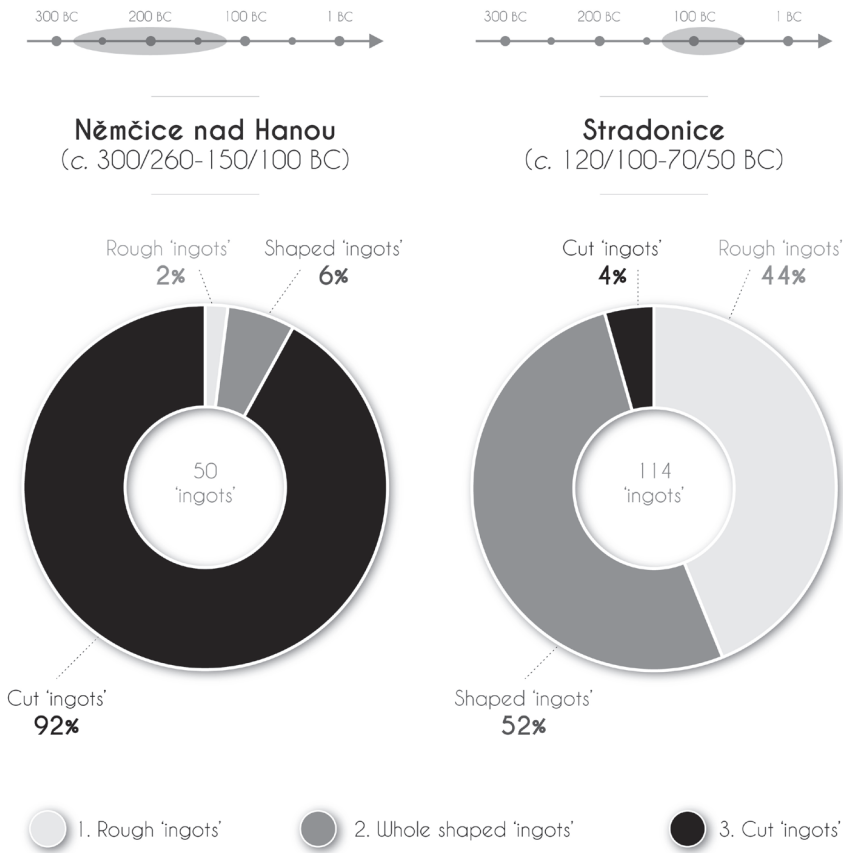 300 BC 200 BC 100 BC 1 BC
300 BC 200 BC 100 BC 1 BC
Němčice nad Hanou
(c. 300/260-150/100 BC)
Stradonice
(c. 120/100-70/50 BC)
Rough 'ingots'
2%
Shaped 'ingots'
6%
50
'ingots'
Cut 'ingots'
92%
Cut 'ingots'
4%
Rough 'ingots'
44%
114
'ingots'
Shaped 'ingots'
52%
1. Rough 'ingots'
2. Whole shaped 'ingots'
3. Cut 'ingots'